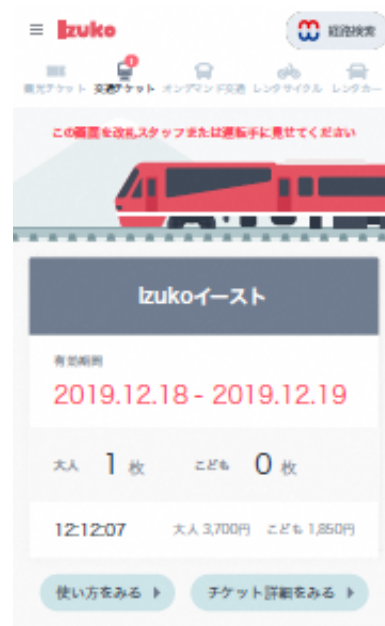 Izuko
経路検索
1
観光チケット 交通チケット オンデマンド交通 レンタサイクル レンタカー
この画面を改札スタッフまたは運転手に見せてください
Izukoイースト
有効期間
2019.12.18 - 2019.12.19
大人 1 枚 こども 0 枚
12:12:07 大人 3,700円 こども 1,850円
使い方をみる
チケット詳細をみる